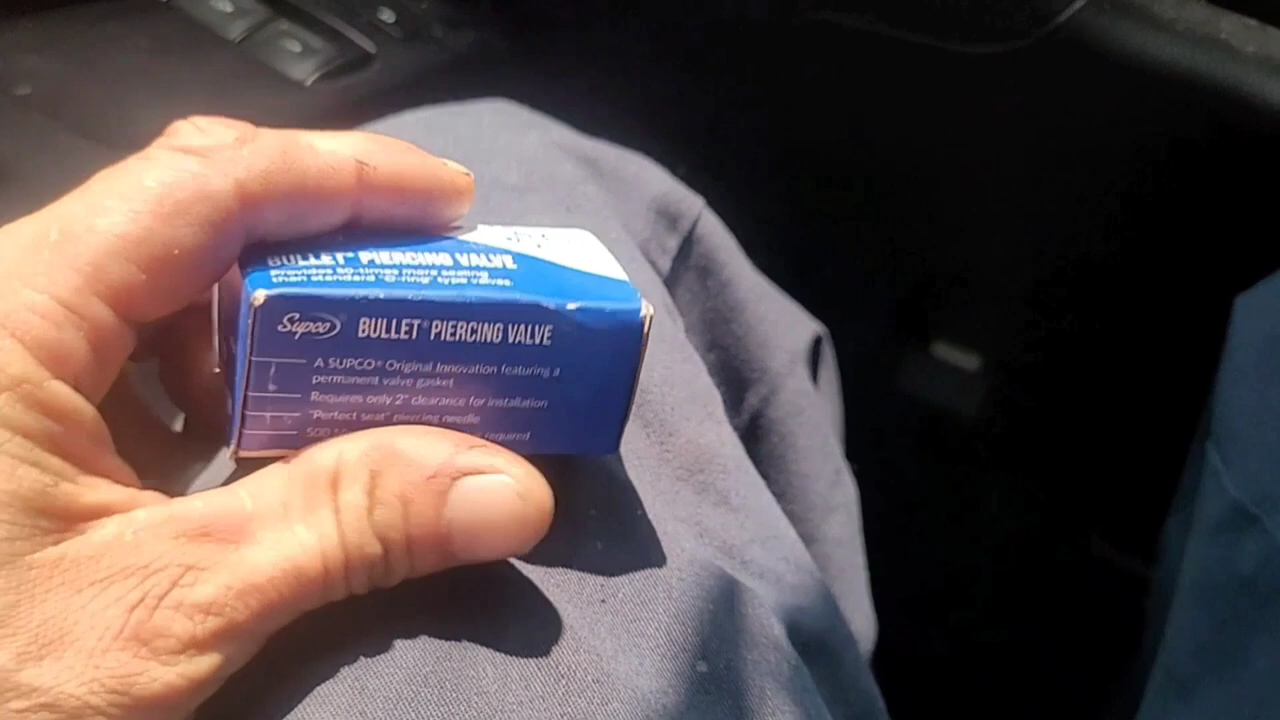 BULLET® PIERCING VALVE
Provides 50-times more sealing
than standard "O-ring" type valves.
Supco® BULLET® PIERCING VALVE
A SUPCO® Original Innovation featuring a
permanent valve gasket
Requires only 2" clearance for installation
"Perfect seat" piercing needle
500 required